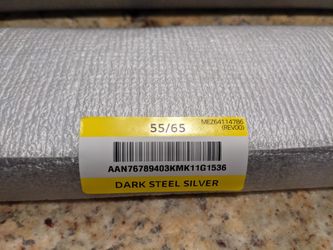 55/65
MEZ64114786
(REV00)
AAN76789403KMK11G1536
DARK STEEL SILVER